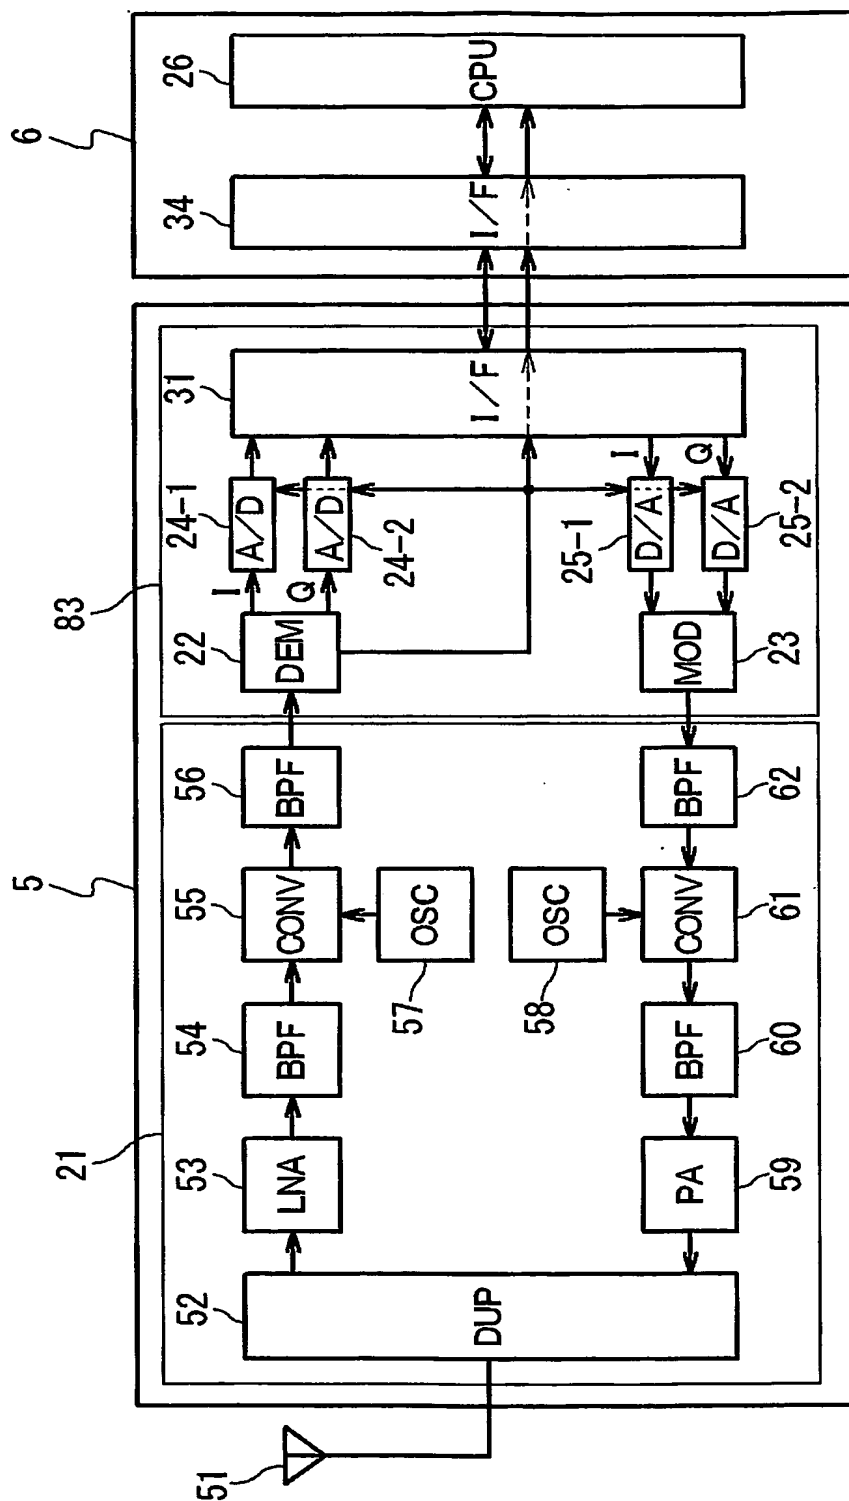 6
34
26
I/F
CPU
5
83
31
I/F
24-1
A/D
A/D
24-2
I
Q
22
DEM
25-1
D/A
D/A
25-2
I
Q
MOD
23
21
52
DUP
53
LNA
54
BPF
55
CONV
56
BPF
57
OSC
58
OSC
59
PA
60
BPF
61
CONV
62
BPF
51